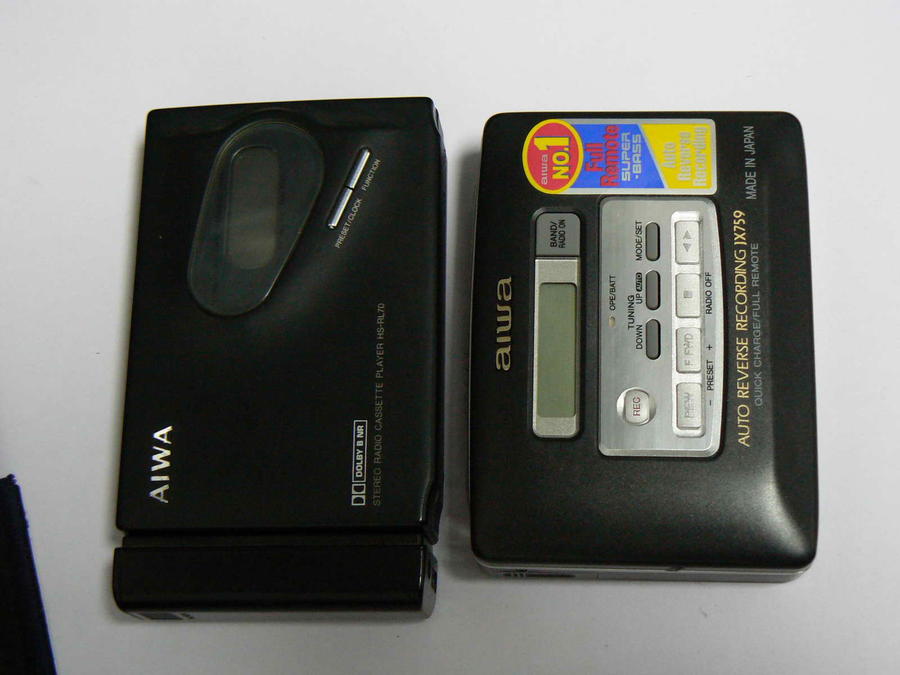 AIWA
DOLBY B NR
STEREO RADIO CASSETTE PLAYER HS-RL70
PRESET/CLOCK FUNCTION
aiwa
BAND/
RADIO ON
OPE/BATT
TUNING
DOWN UP AUTO
MODE/SET
REC
REW
F FWD
- PRESET + RADIO OFF
AUTO REVERSE RECORDING JX759
QUICK CHARGE/FULL REMOTE
MADE IN JAPAN
aiwa
NO.1
Full
Remote
SUPER
-BASS
Auto
Reverse
Recording